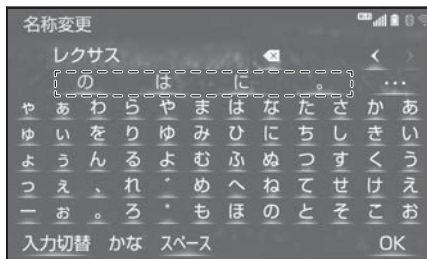 名称変更
レクサス
の は に 。 …
ゃ ぁ わ ら や ま は な た さ か あ
ゅ ぃ を り ゆ み ひ に ち し き い
ょ ぅ ん る よ む ふ ぬ つ す く う
っ ぇ 、 れ ゛ め へ ね て せ け え
ー ぉ 。 ろ ゜ も ほ の と そ こ お
入力切替 かな スペース OK